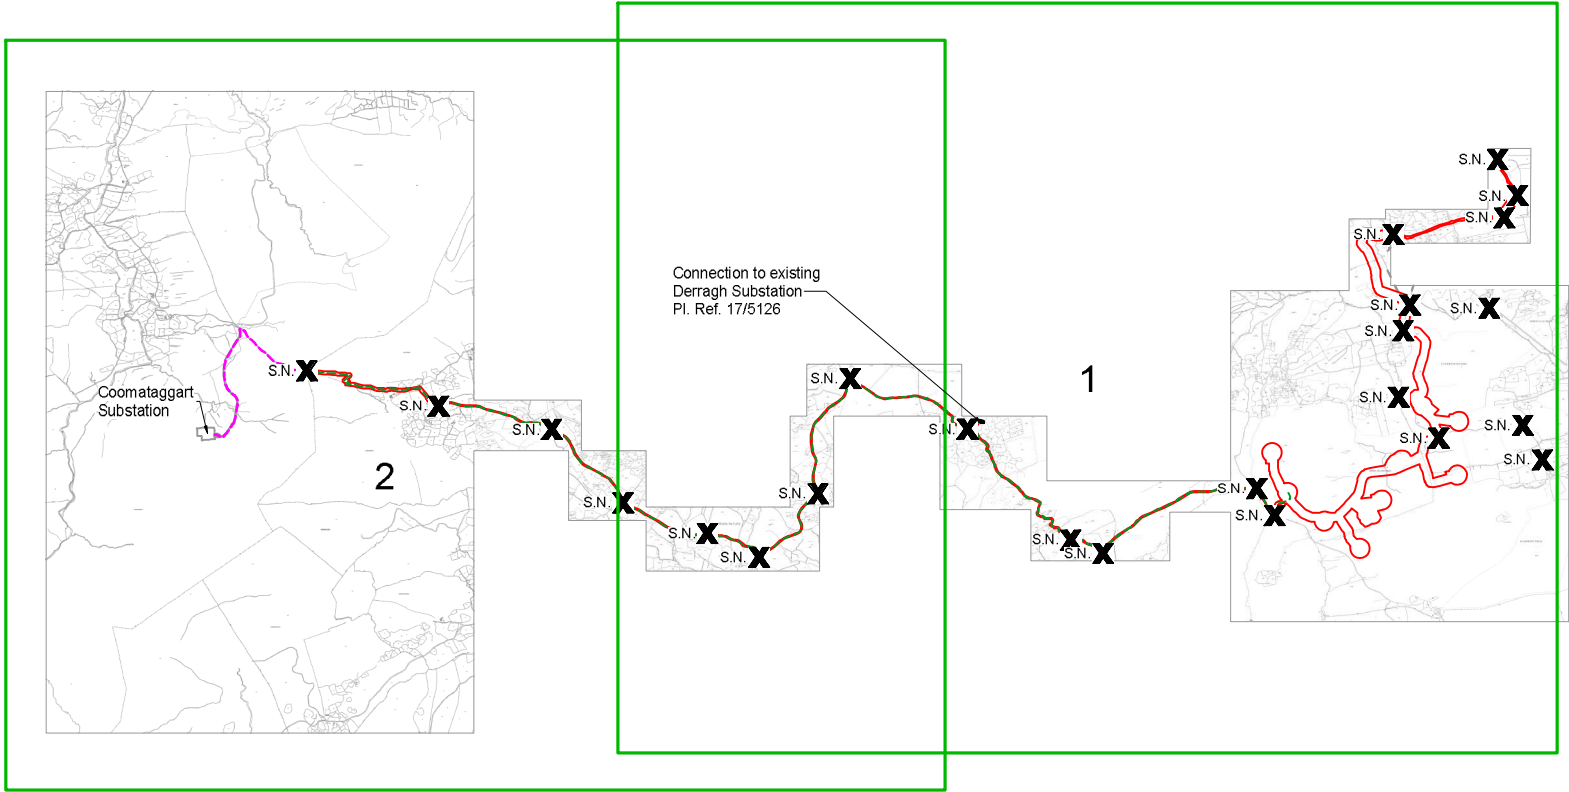 S.N.
S.N.
S.N.
S.N.
Connection to existing
Derragh Substation
Pl. Ref. 17/5126
S.N.
S.N.
S.N.
S.N.
S.N.
1
Coomataggart
Substation
S.N.
S.N.
S.N.
S.N.
S.N.
S.N.
S.N.
2
S.N.
S.N.
S.N.
S.N.
S.N.
S.N.
S.N.
S.N.